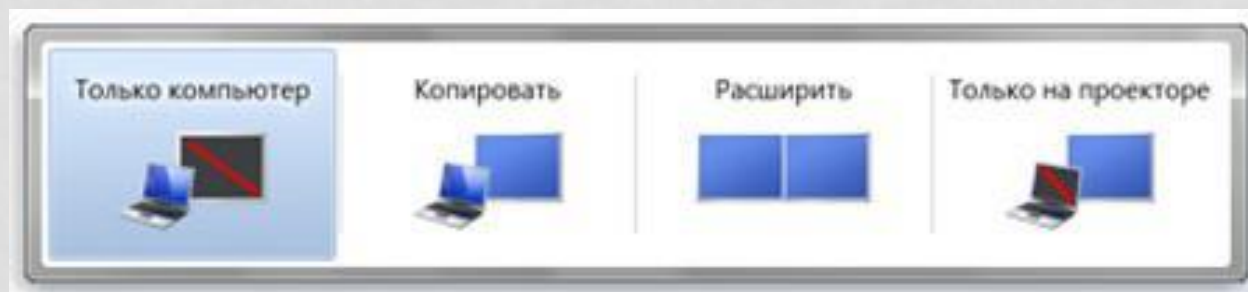 Только компьютер
Копировать
Расширить
Только на проекторе